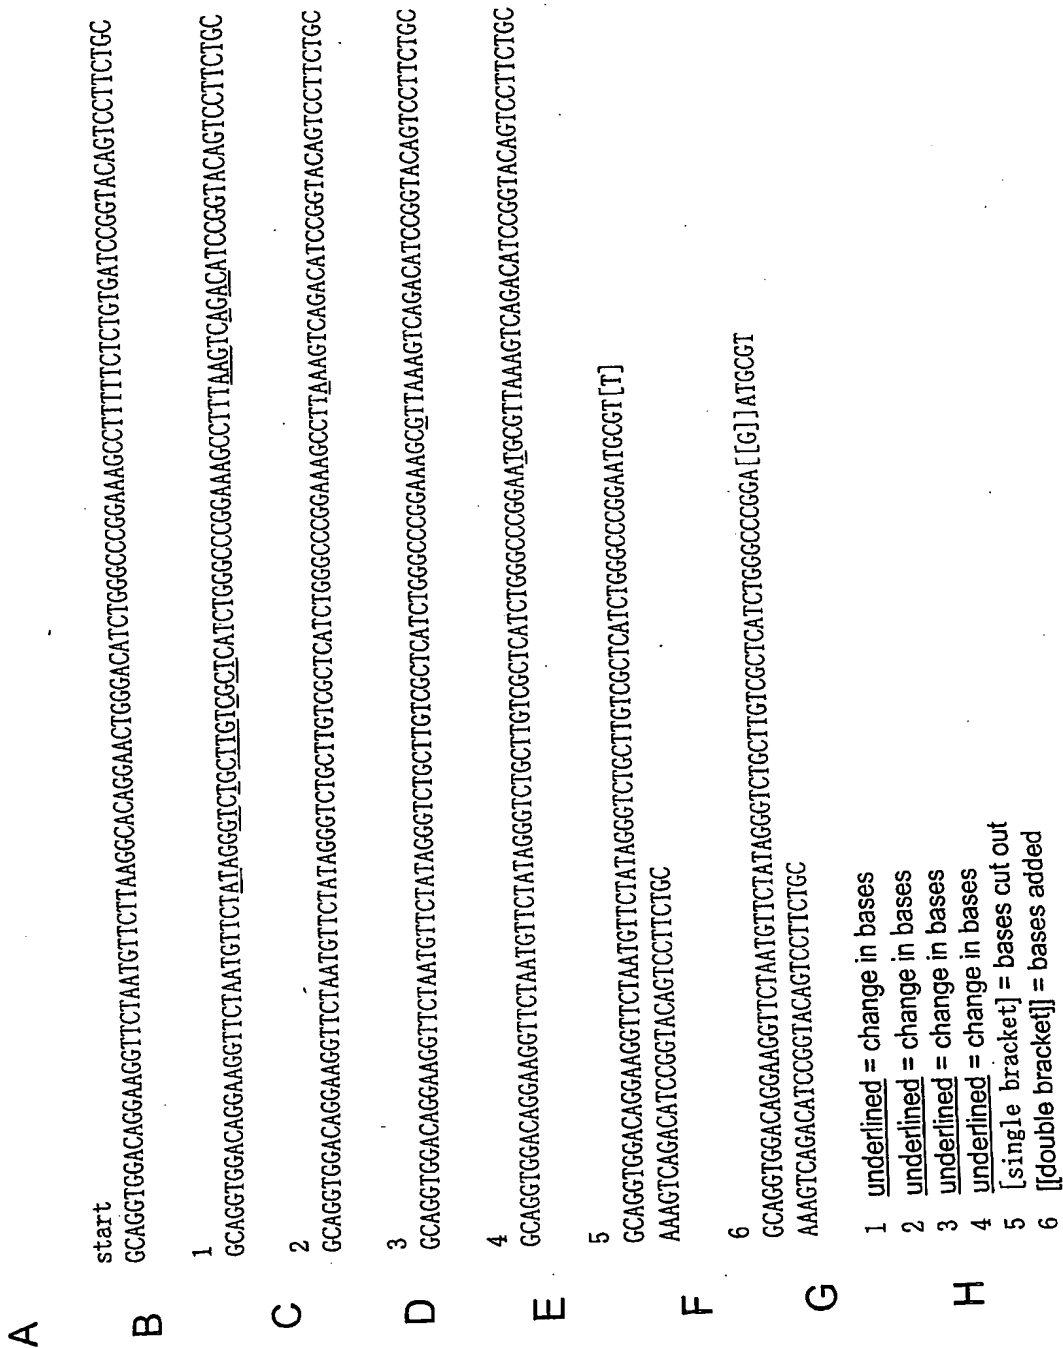 A
start
GCAGGTGGACAGGAAGGTTCTAATGTTCTTAAGGCACAGGAACTGGGACATCTGGGCCCGGAAAGCCTTTTTCTCTGTGATCCGGTACAGTCCTTCTGC
B
1
GCAGGTGGACAGGAAGGTTCTAATGTTCTATAGGGTCTGCTTGTCGCTCATCTGGGCCCGGAAAGCCTTTAAGTCAGACATCCGGTACAGTCCTTCTGC
C
2
GCAGGTGGACAGGAAGGTTCTAATGTTCTATAGGGTCTGCTTGTCGCTCATCTGGGCCCGGAAAGCCTTAAAGTCAGACATCCGGTACAGTCCTTCTGC
3
D
GCAGGTGGACAGGAAGGTTCTAATGTTCTATAGGGTCTGCTTGTCGCTCATCTGGGCCCGGAAAGCGTTAAAGTCAGACATCCGGTACAGTCCTTCTGC
4
GCAGGTGGACAGGAAGGTTCTAATGTTCTATAGGGTCTGCTTGTCGCTCATCTGGGCCCGGAATGCGTTAAAGTCAGACATCCGGTACAGTCCTTCTGC
E
5
GCAGGTGGACAGGAAGGTTCTAATGTTCTATAGGGTCTGCTTGTCGCTCATCTGGGCCCGGAATGCGT[T]
AAAGTCAGACATCCGGTACAGTCCTTCTGC
F
6
GCAGGTGGACAGGAAGGTTCTAATGTTCTATAGGGTCTGCTTGTCGCTCATCTGGGCCCGGA[[G]]ATGCGT
AAAGTCAGACATCCGGTACAGTCCTTCTGC
G
1 underlined = change in bases
2 underlined = change in bases
3 underlined = change in bases
4 underlined = change in bases
H
5 [single bracket] = bases cut out
6 [[double bracket]] = bases added